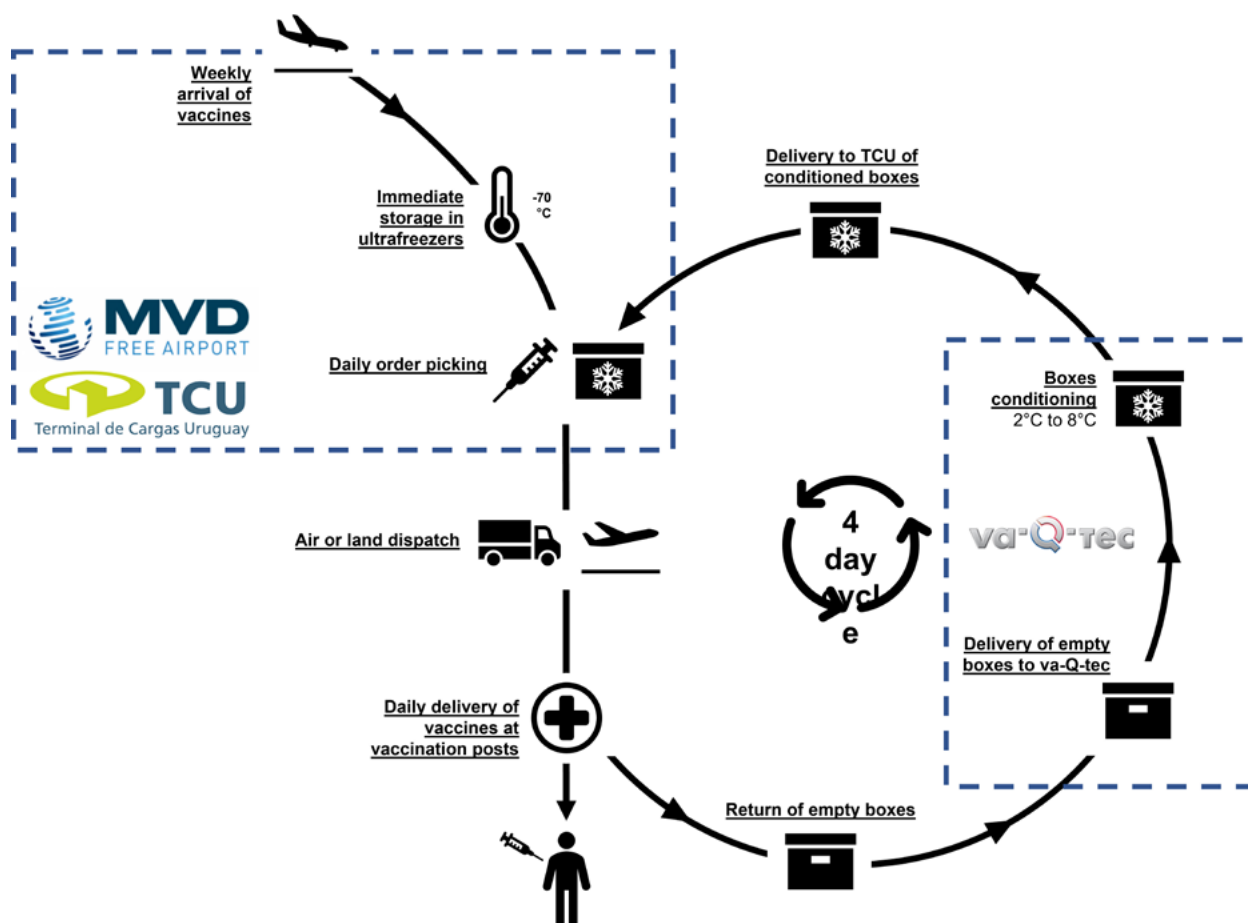 Weekly
arrival of
vaccines
Immediate
storage in
ultrafreezers
-70
°C
MVD
FREE AIRPORT
TCU
Terminal de Cargas Uruguay
Daily order picking
Delivery to TCU of
conditioned boxes
Boxes
conditioning
2°C to 8°C
va-Q-tec
4
day
cycl
e
Air or land dispatch
Delivery of empty
boxes to va-Q-tec
Daily delivery of
vaccines at
vaccination posts
Return of empty boxes